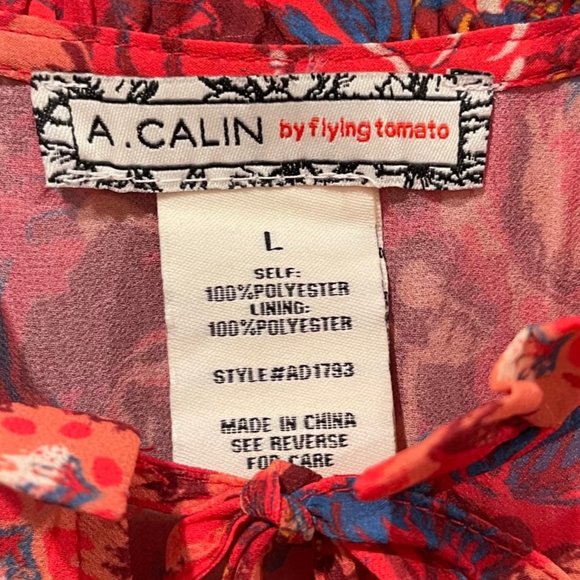 A.CALIN by flying tomato
L
SELF:
100%POLYESTER
LINING:
100%POLYESTER
STYLE#AD1793
MADE IN CHINA
SEE REVERSE
FOR CARE